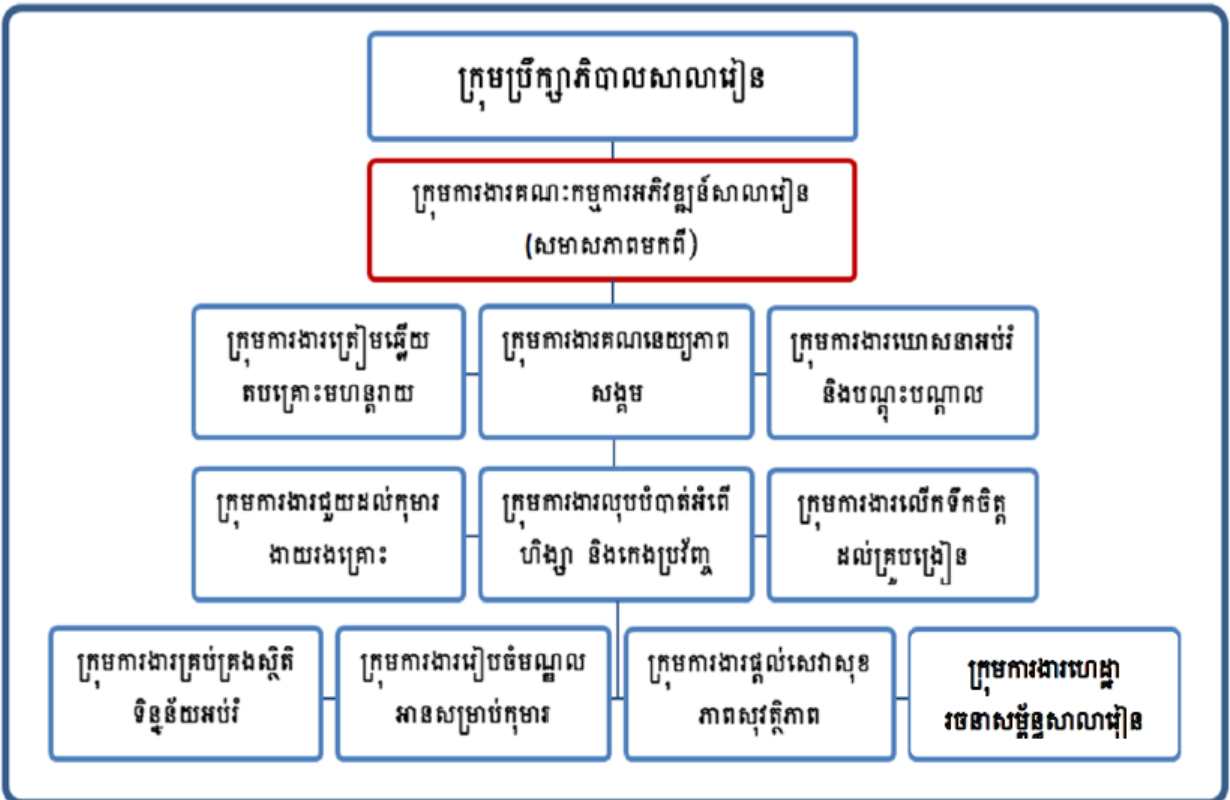 ក្រុមប្រឹក្សាភិបាលសាលារៀន
ក្រុមការងារគណៈកម្មការអភិវឌ្ឍន៍សាលារៀន
(សមាសភាពមកពី)
ក្រុមការងារត្រៀមឆ្លើយ
តបគ្រោះមហន្តរាយ
ក្រុមការងារគណនេយ្យភាព
សង្គម
ក្រុមការងារឃោសនាអប់រំ
និងបណ្តុះបណ្តាល
ក្រុមការងារជួយដល់កុមារ
ងាយរងគ្រោះ
ក្រុមការងារលុបបំបាត់អំពើ
ហិង្សា និងកេងប្រវ័ញ្ច
ក្រុមការងារលើកទឹកចិត្ត
ដល់គ្រូបង្រៀន
ក្រុមការងារគ្រប់គ្រងស្ថិតិ
ទិន្នន័យអប់រំ
ក្រុមការងាររៀបចំមណ្ឌល
អានសម្រាប់កុមារ
ក្រុមការងារផ្តល់សេវាសុខ
ភាពសុវត្ថិភាព
ក្រុមការងារហេដ្ឋា
រចនាសម្ព័ន្ធសាលារៀន